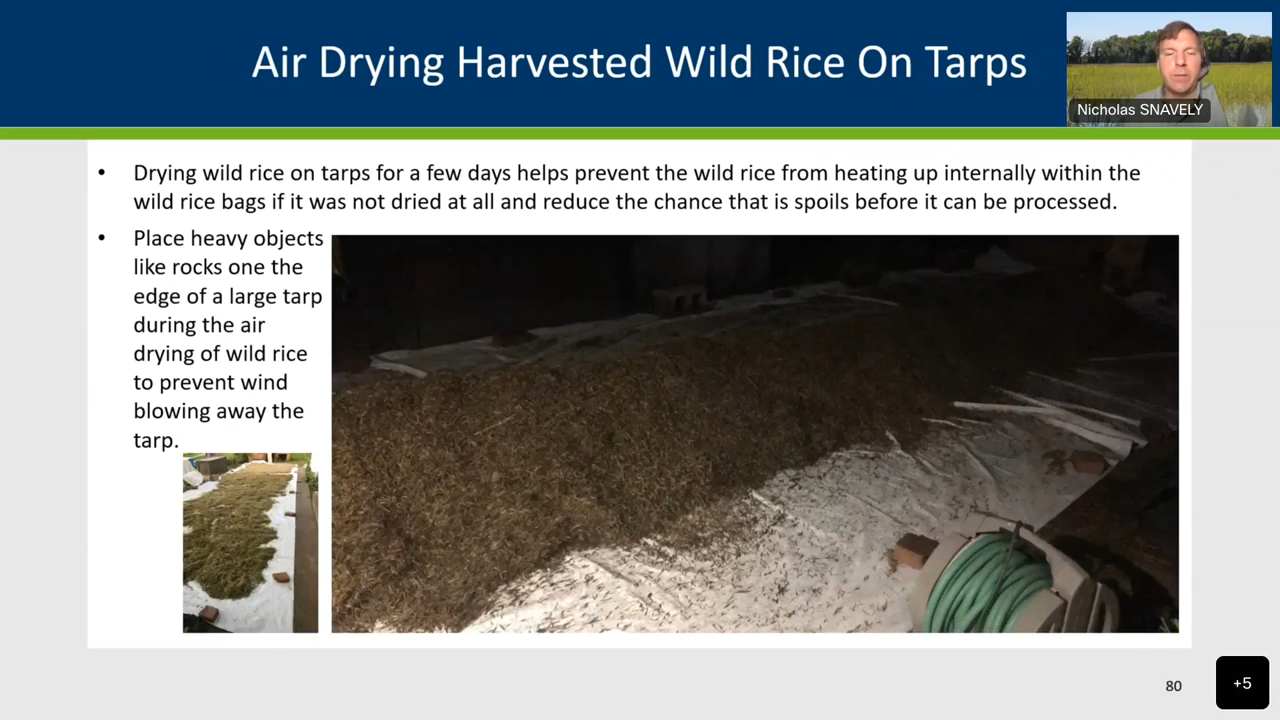 Air Drying Harvested Wild Rice On Tarps
Nicholas SNAVELY
• Drying wild rice on tarps for a few days helps prevent the wild rice from heating up internally within the
wild rice bags if it was not dried at all and reduce the chance that is spoils before it can be processed.
• Place heavy objects
like rocks one the
edge of a large tarp
during the air
drying of wild rice
to prevent wind
blowing away the
tarp.
80
+5